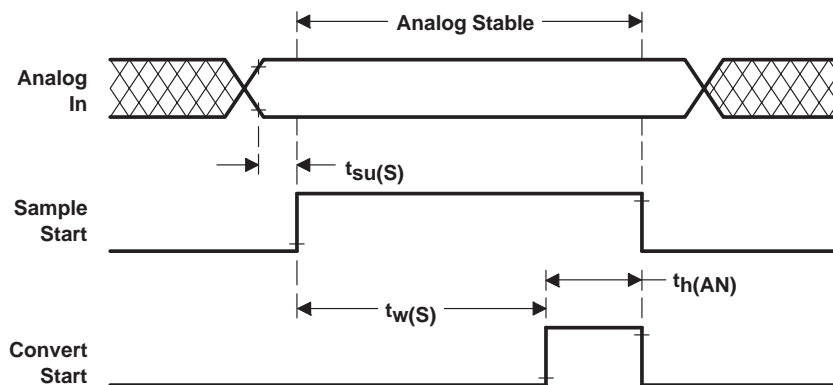 Analog Stable
Analog
In
tsu(S)
Sample
Start
th(AN)
tw(S)
Convert
Start